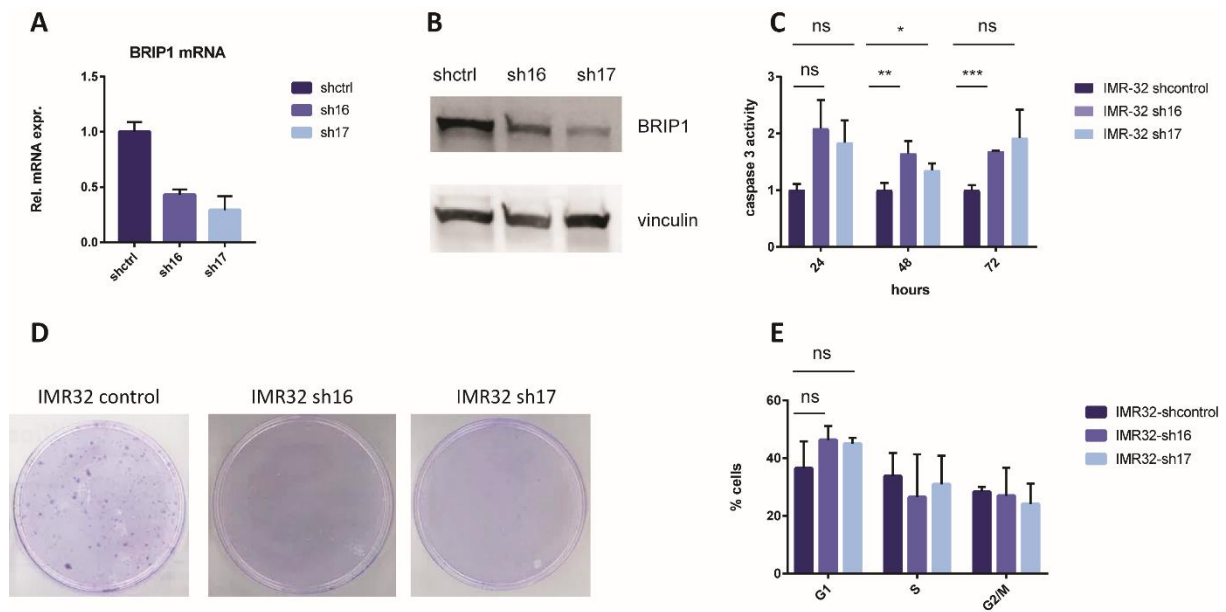 A
BRIP1 mRNA
Rel. mRNA expr.
1.5
1.0
0.5
0.0
shctrl
sh16
sh17
shctrl
sh16
sh17
B
shctrl sh16 sh17
BRIP1
vinculin
C
ns
*
ns
ns
**
***
caspase 3 activity
3
2
1
0
24
48
72
hours
IMR-32 shcontrol
IMR-32 sh16
IMR-32 sh17
D
IMR32 control
IMR32 sh16
IMR32 sh17
E
ns
ns
% cells
60
40
20
0
G1
S
G2/M
IMR32-shcontrol
IMR32-sh16
IMR32-sh17